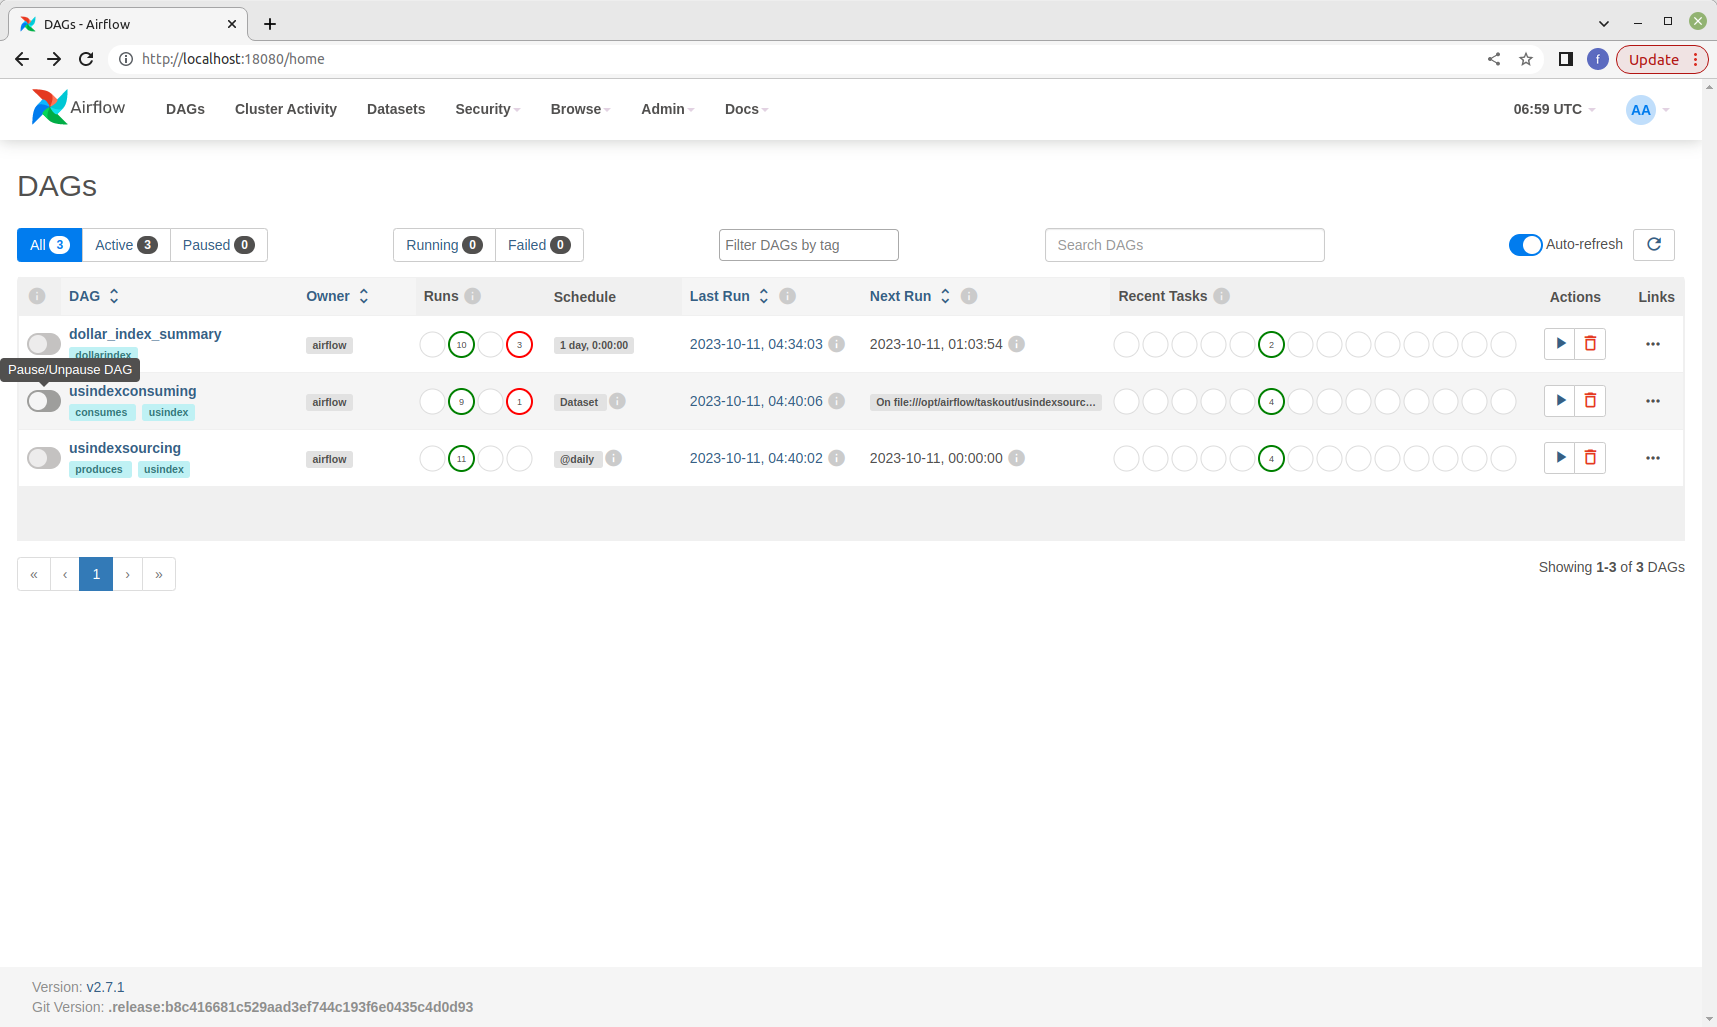 DAGs - Airflow
http://localhost:18080/home
f
Update
Airflow
DAGs
Cluster Activity
Datasets
Security
Browse
Admin
Docs
06:59 UTC
AA
DAGs
All 3
Active 3
Paused 0
Running 0
Failed 0
Filter DAGs by tag
Search DAGs
Auto-refresh
DAG
Owner
Runs
Schedule
Last Run
Next Run
Recent Tasks
Actions
Links
dollar_index_summary
dollarindex
airflow
10
3
1 day, 0:00:00
2023-10-11, 04:34:03
2023-10-11, 01:03:54
2
Pause/Unpause DAG
usindexconsuming
consumes usindex
airflow
9
1
Dataset
2023-10-11, 04:40:06
On file:///opt/airflow/taskout/usindexsourc...
4
usindexsourcing
produces usindex
airflow
11
@daily
2023-10-11, 04:40:02
2023-10-11, 00:00:00
4
« ‹ 1 › »
Showing 1-3 of 3 DAGs
Version: v2.7.1
Git Version: .release:b8c416681c529aad3ef744c193f6e0435c4d0d93